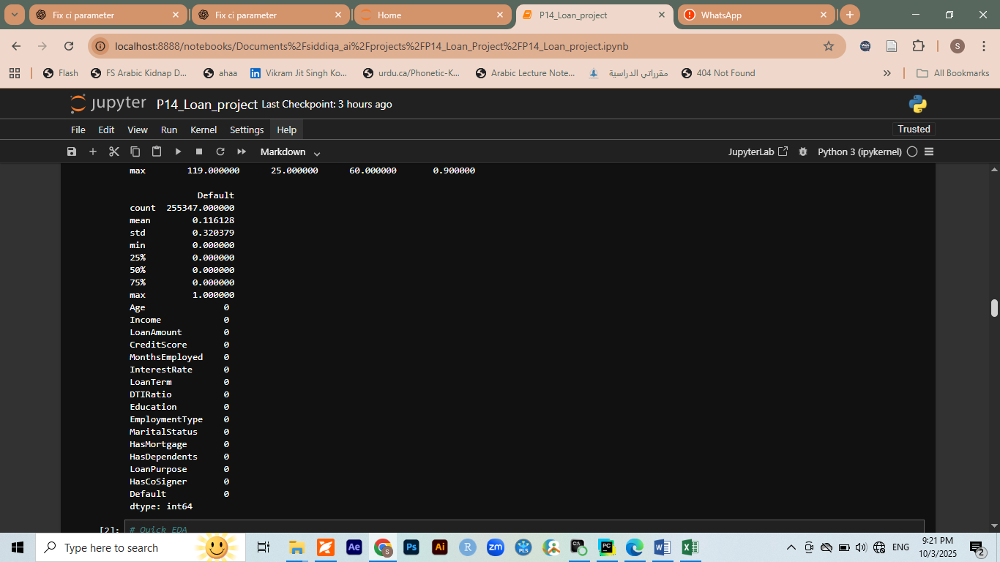 Fix ci parameter
Fix ci parameter
Home
P14_Loan_project
WhatsApp
localhost:8888/notebooks/Documents%2Fsiddiqa_ai%2Fprojects%2FP14_Loan_Project%2FP14_Loan_project.ipynb
S
Flash
FS Arabic Kidnap D...
ahaa
Vikram Jit Singh Ko...
urdu.ca/Phonetic-K...
Arabic Lecture Note...
مقرراتي الدراسية
404 Not Found
All Bookmarks
jupyter P14_Loan_project Last Checkpoint: 3 hours ago
File Edit View Run Kernel Settings Help
Trusted
Markdown
JupyterLab
Python 3 (ipykernel)
max 119.000000 25.000000 60.000000 0.900000
Default
count 255347.000000
mean 0.116128
std 0.320379
min 0.000000
25% 0.000000
50% 0.000000
75% 0.000000
max 1.000000
Age 0
Income 0
LoanAmount 0
CreditScore 0
MonthsEmployed 0
InterestRate 0
LoanTerm 0
DTIRatio 0
Education 0
EmploymentType 0
MaritalStatus 0
HasMortgage 0
HasDependents 0
LoanPurpose 0
HasCoSigner 0
Default 0
dtype: int64
[2]: # Quick EDA
Type here to search
Ae
S
Ps
Ai
R
zm
PLS
PC
W
X
ENG
9:21 PM
10/3/2025
2